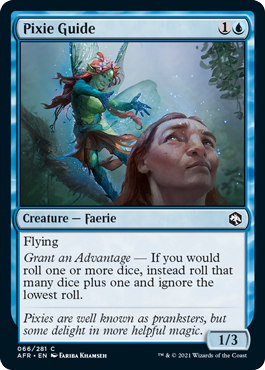 Pixie Guide 1
Creature — Faerie
Flying
Grant an Advantage — If you would
roll one or more dice, instead roll that
many dice plus one and ignore the
lowest roll.
Pixies are well known as pranksters, but
some delight in more helpful magic.
1/3
066/281 C
AFR • EN Fariba Khamseh
™ & © 2021 Wizards of the Coast